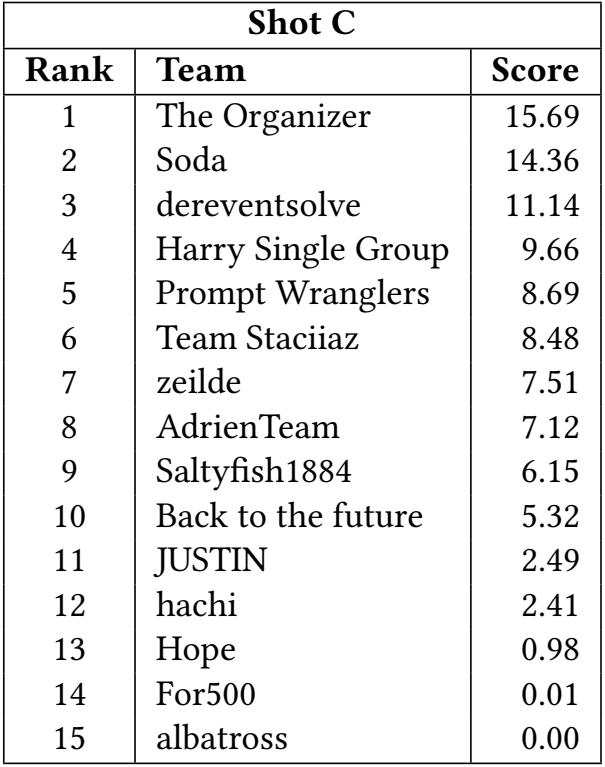 Shot C
Rank Team Score
1 The Organizer 15.69
2 Soda 14.36
3 dereventsolve 11.14
4 Harry Single Group 9.66
5 Prompt Wranglers 8.69
6 Team Staciiaz 8.48
7 zeilde 7.51
8 AdrienTeam 7.12
9 Saltyfish1884 6.15
10 Back to the future 5.32
11 JUSTIN 2.49
12 hachi 2.41
13 Hope 0.98
14 For500 0.01
15 albatross 0.00